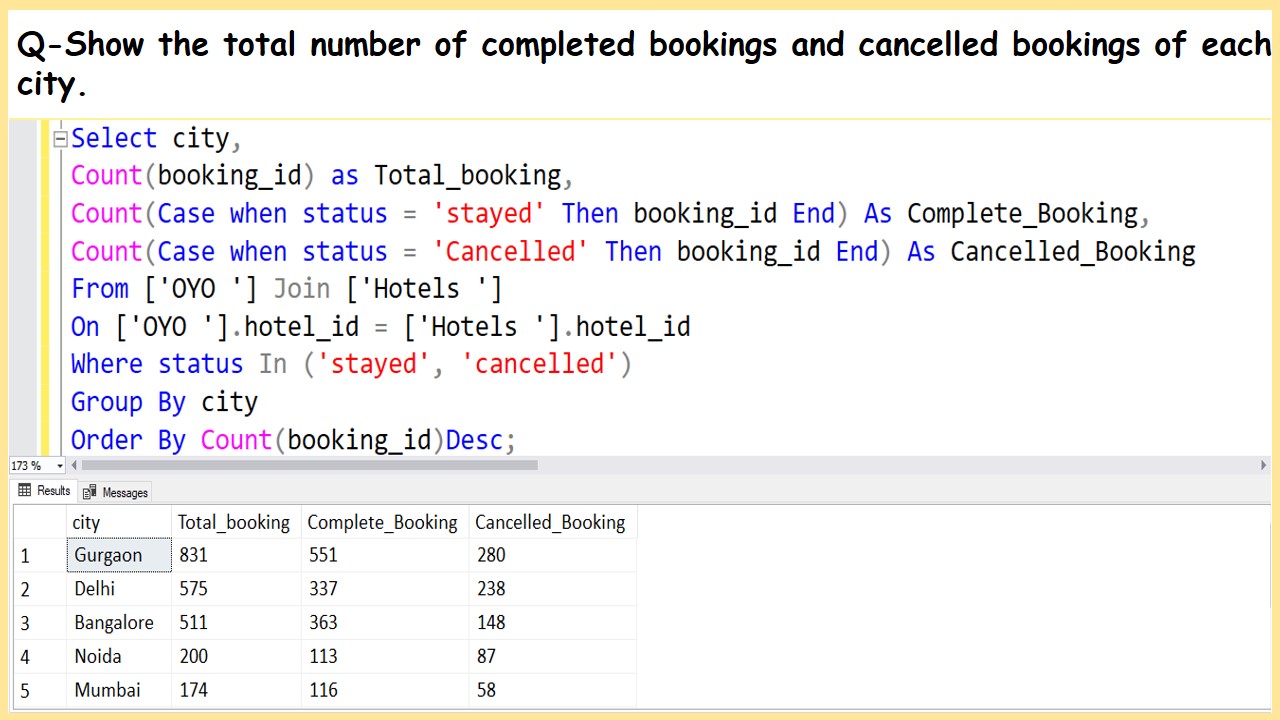 Q-Show the total number of completed bookings and cancelled bookings of each
city.
Select city,
Count(booking_id) as Total_booking,
Count(Case when status = 'stayed' Then booking_id End) As Complete_Booking,
Count(Case when status = 'Cancelled' Then booking_id End) As Cancelled_Booking
From ['OYO '] Join ['Hotels ']
On ['OYO '].hotel_id = ['Hotels '].hotel_id
Where status In ('stayed', 'cancelled')
Group By city
Order By Count(booking_id)Desc;
173 %
Results Messages
city Total_booking Complete_Booking Cancelled_Booking
1 Gurgaon 831 551 280
2 Delhi 575 337 238
3 Bangalore 511 363 148
4 Noida 200 113 87
5 Mumbai 174 116 58